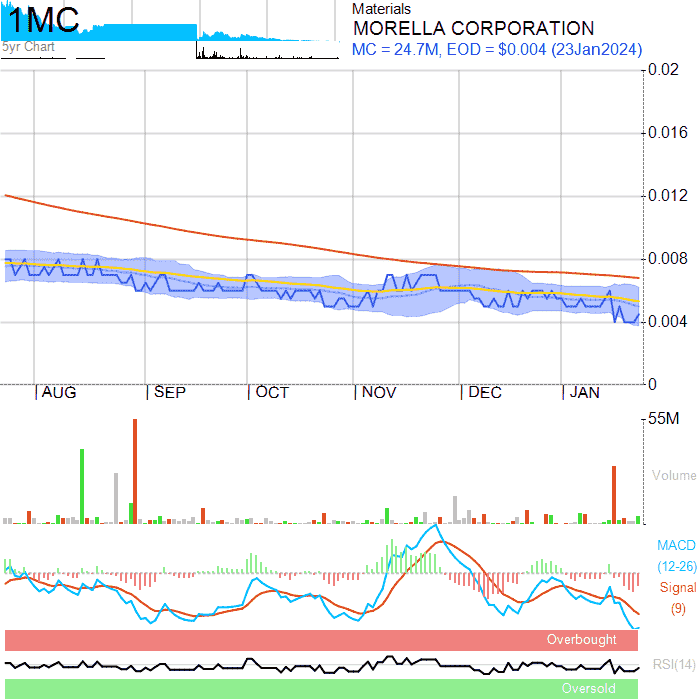 1MC
5yr Chart
Materials
MORELLA CORPORATION
MC = 24.7M, EOD = $0.004 (23Jan2024)
0.02
0.016
0.012
0.008
0.004
0
AUG SEP OCT NOV DEC JAN
55M
Volume
MACD
(12-26)
Signal
(9)
Overbought
RSI(14)
Oversold